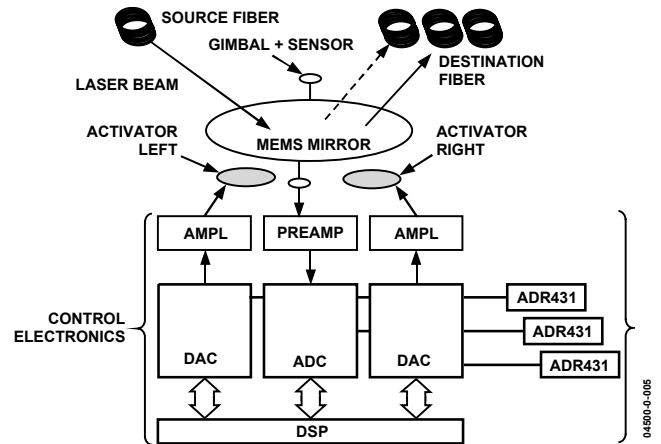 SOURCE FIBER
GIMBAL + SENSOR
DESTINATION
FIBER
LASER BEAM
ACTIVATOR
LEFT
MEMS MIRROR
ACTIVATOR
RIGHT
AMPL
PREAMP
AMPL
CONTROL
ELECTRONICS
DAC
ADC
DAC
ADR431
ADR431
ADR431
DSP
04500-0-005